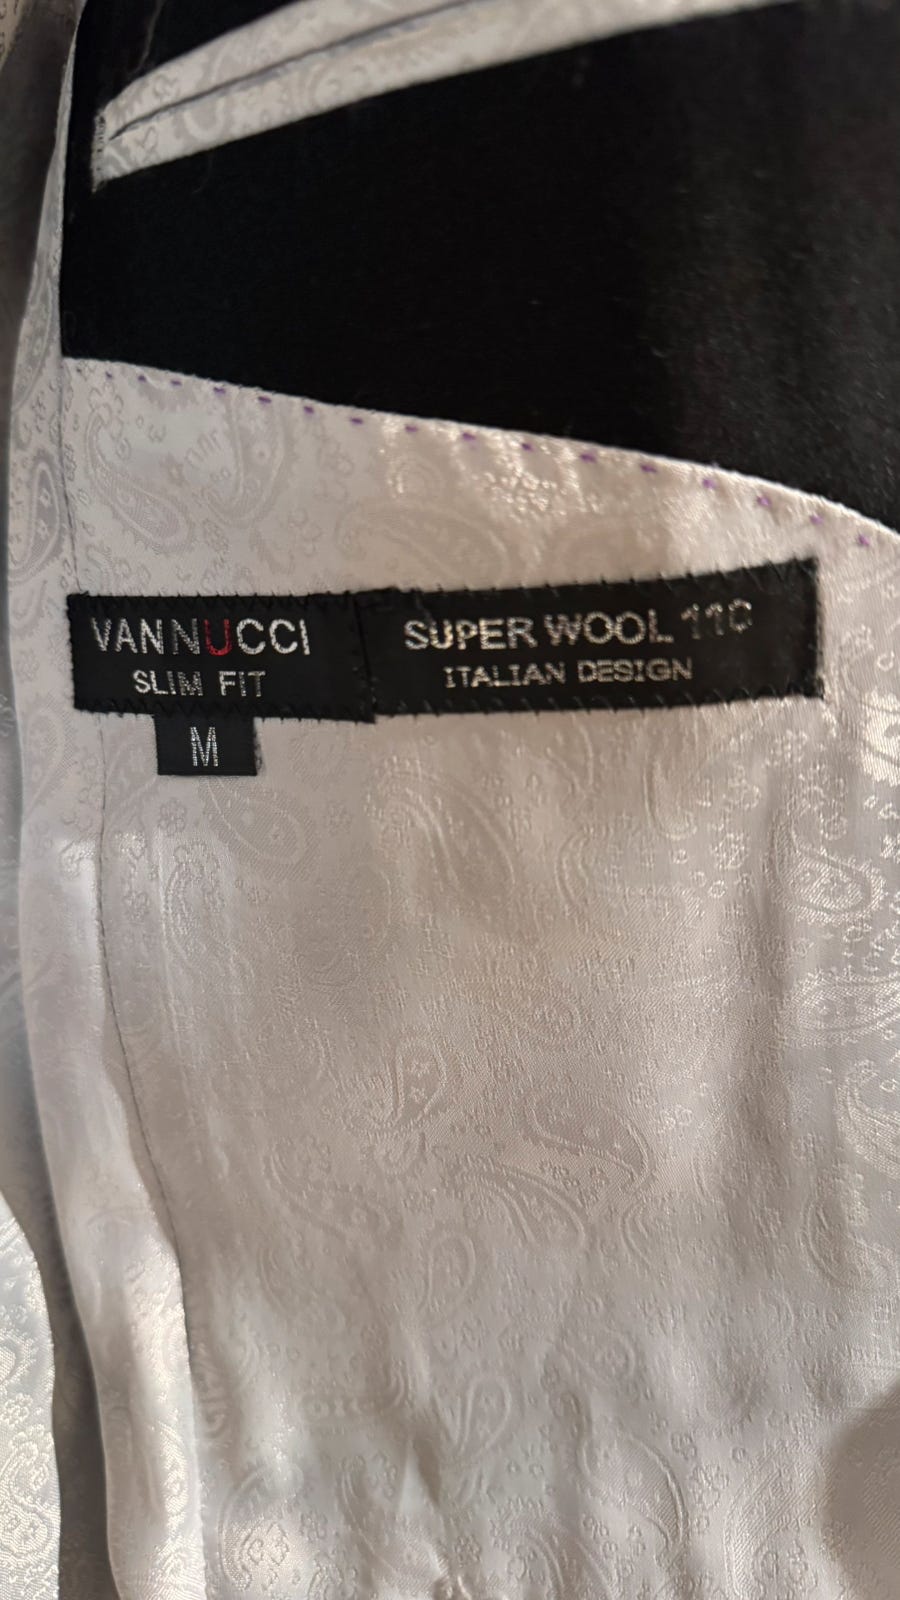 VANNUCCI
SLIM FIT
M
SUPER WOOL 110
ITALIAN DESIGN